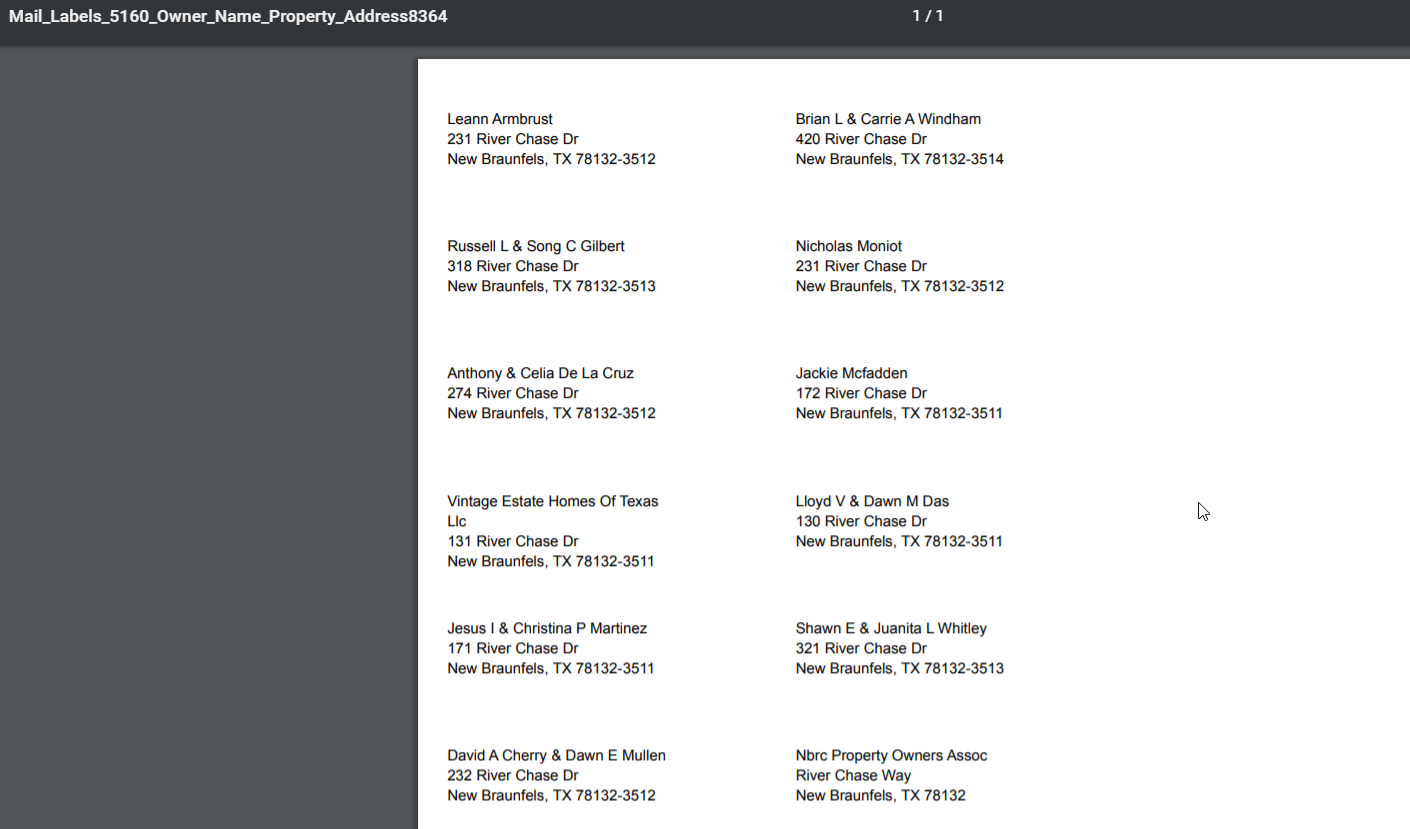 Mail_Labels_5160_Owner_Name_Property_Address8364
1 / 1
Leann Armbrust
231 River Chase Dr
New Braunfels, TX 78132-3512
Brian L & Carrie A Windham
420 River Chase Dr
New Braunfels, TX 78132-3514
Russell L & Song C Gilbert
318 River Chase Dr
New Braunfels, TX 78132-3513
Nicholas Moniot
231 River Chase Dr
New Braunfels, TX 78132-3512
Anthony & Celia De La Cruz
274 River Chase Dr
New Braunfels, TX 78132-3512
Jackie Mcfadden
172 River Chase Dr
New Braunfels, TX 78132-3511
Vintage Estate Homes Of Texas
Llc
131 River Chase Dr
New Braunfels, TX 78132-3511
Lloyd V & Dawn M Das
130 River Chase Dr
New Braunfels, TX 78132-3511
Jesus I & Christina P Martinez
171 River Chase Dr
New Braunfels, TX 78132-3511
Shawn E & Juanita L Whitley
321 River Chase Dr
New Braunfels, TX 78132-3513
David A Cherry & Dawn E Mullen
232 River Chase Dr
New Braunfels, TX 78132-3512
Nbrc Property Owners Assoc
River Chase Way
New Braunfels, TX 78132